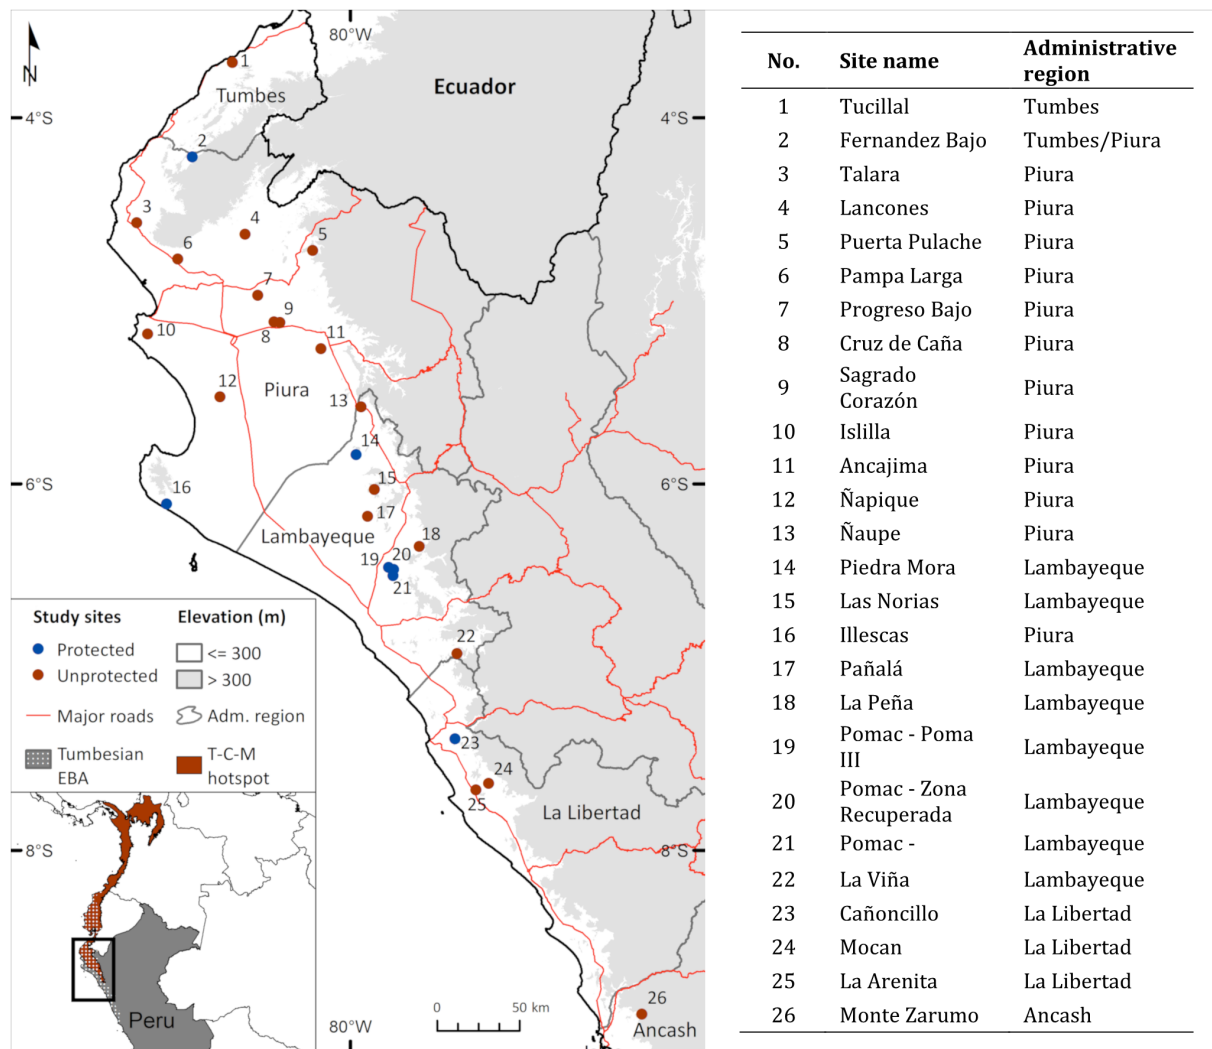 80°W
N
1
Tumbes
Ecuador
4°S
4°S
2
3
4
5
6
7
9
8
10
11
Piura
12
13
14
15
6°S
6°S
16
17
Lambayeque
18
19
20
21
22
23
24
25
La Libertad
8°S
8°S
26
Ancash
80°W
0 50 km
Study sites
Protected
Unprotected
Major roads
Tumbesian
EBA
Elevation (m)
<= 300
> 300
Adm. region
T-C-M
hotspot
Peru
No. Site name Administrative
region
1 Tucillal Tumbes
2 Fernandez Bajo Tumbes/Piura
3 Talara Piura
4 Lancones Piura
5 Puerta Pulache Piura
6 Pampa Larga Piura
7 Progreso Bajo Piura
8 Cruz de Caña Piura
9 Sagrado
Corazón Piura
10 Islilla Piura
11 Ancajima Piura
12 Ñapique Piura
13 Ñaupe Piura
14 Piedra Mora Lambayeque
15 Las Norias Lambayeque
16 Illescas Piura
17 Pañalá Lambayeque
18 La Peña Lambayeque
19 Pomac - Poma
III Lambayeque
20 Pomac - Zona
Recuperada Lambayeque
21 Pomac - Lambayeque
22 La Viña Lambayeque
23 Cañoncillo La Libertad
24 Mocan La Libertad
25 La Arenita La Libertad
26 Monte Zarumo Ancash